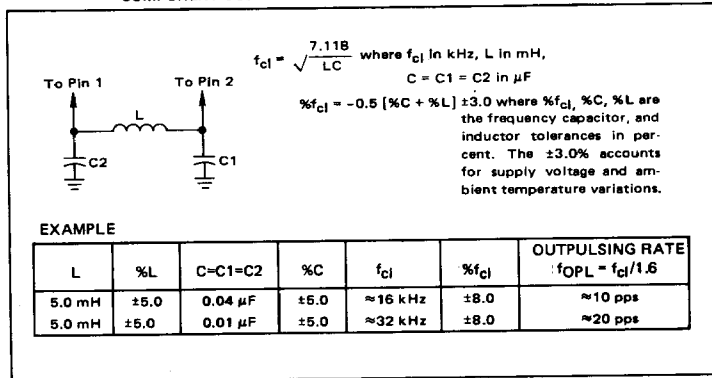 f_cl = √7.118/LC where f_cl in kHz, L in mH,
C = C1 = C2 in μF
%f_cl = -0.5 [%C + %L] ±3.0 where %f_cl, %C, %L are
the frequency capacitor, and
inductor tolerances in per-
cent. The ±3.0% accounts
for supply voltage and am-
bient temperature variations.
To Pin 1
To Pin 2
L
C2
C1
EXAMPLE
L %L C=C1=C2 %C f_cl %f_cl OUTPULSING RATE f_OPL = f_cl/1.6
5.0 mH ±5.0 0.04 μF ±5.0 ≈16 kHz ±8.0 ≈10 pps
5.0 mH ±5.0 0.01 μF ±5.0 ≈32 kHz ±8.0 ≈20 pps